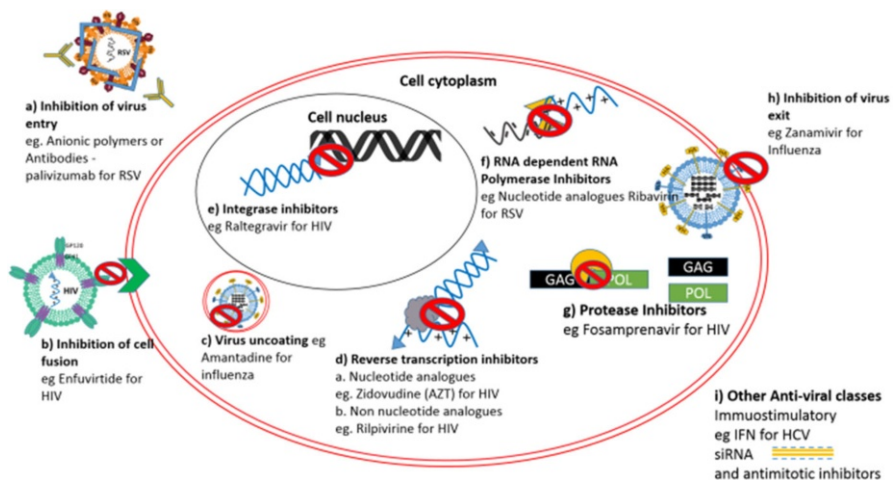 RSV
a) Inhibition of virus
entry
eg. Anionic polymers or
Antibodies -
palivizumab for RSV
Cell cytoplasm
Cell nucleus
e) Integrase inhibitors
eg Raltegravir for HIV
f) RNA dependent RNA
Polymerase Inhibitors
eg Nucleotide analogues Ribavirin
for RSV
h) Inhibition of virus
exit
eg Zanamivir for
Influenza
GP120
HIV
b) Inhibition of cell
fusion
eg Enfuvirtide for
HIV
c) Virus uncoating eg
Amantadine for
influenza
d) Reverse transcription inhibitors
a. Nucleotide analogues
eg. Zidovudine (AZT) for HIV
b. Non nucleotide analogues
eg. Rilpivirine for HIV
GAG
POL
GAG
POL
g) Protease Inhibitors
eg Fosamprenavir for HIV
i) Other Anti-viral classes
Immuostimulatory
eg IFN for HCV
siRNA
and antimitotic inhibitors